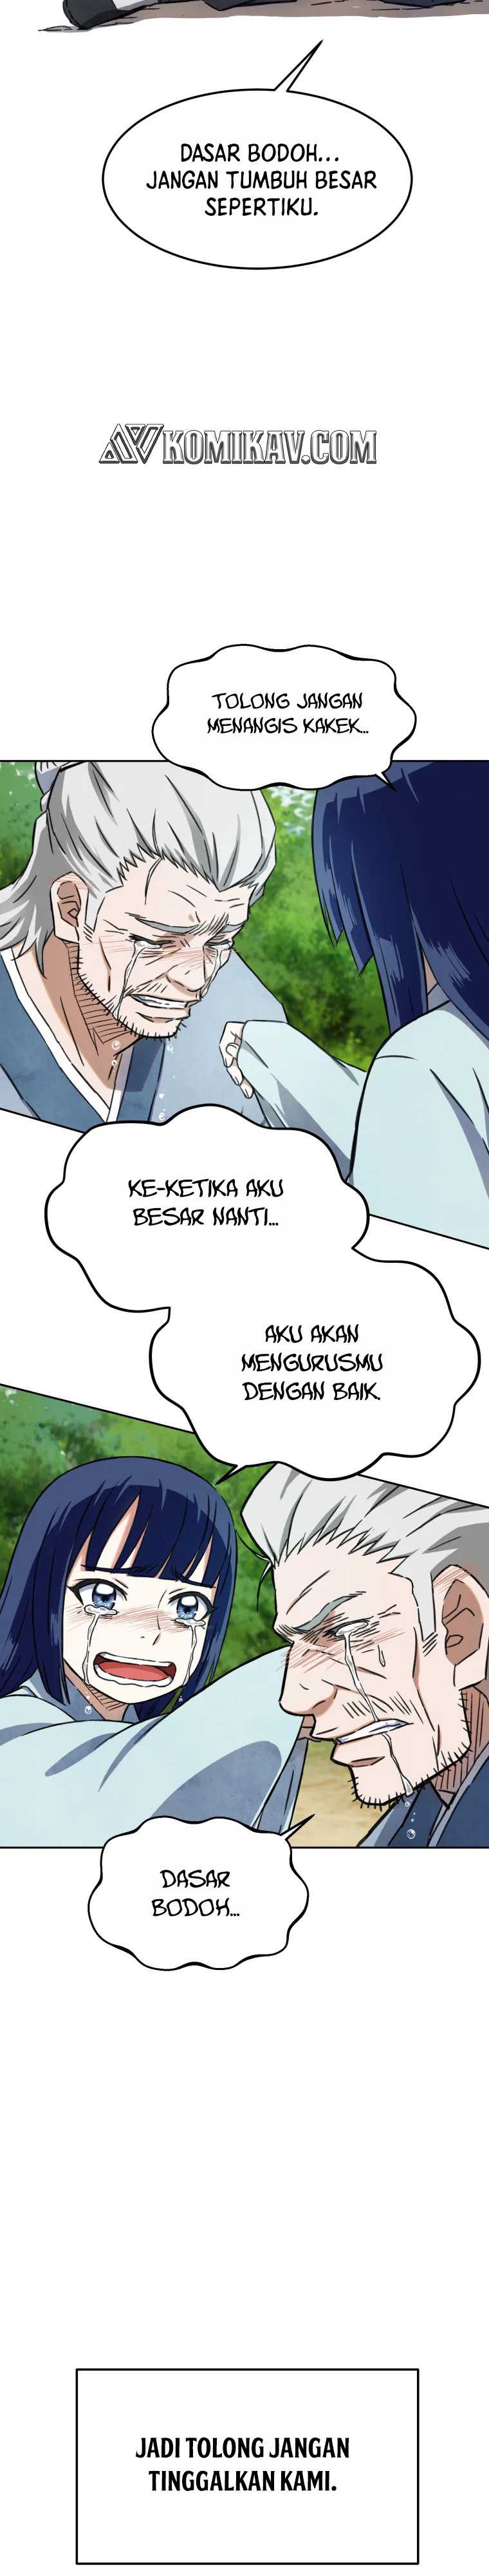 DASAR BODOH...
JANGAN TUMBUH BESAR
SEPERTIKU.
AV KOMIKAV.COM
TOLONG JANGAN
MENANGIS KAKEK...
KE-KETIKA AKU
BESAR NANTI...
AKU AKAN
MENGURUSMU
DENGAN BAIK.
DASAR
BODOH...
JADI TOLONG JANGAN
TINGGALKAN KAMI.